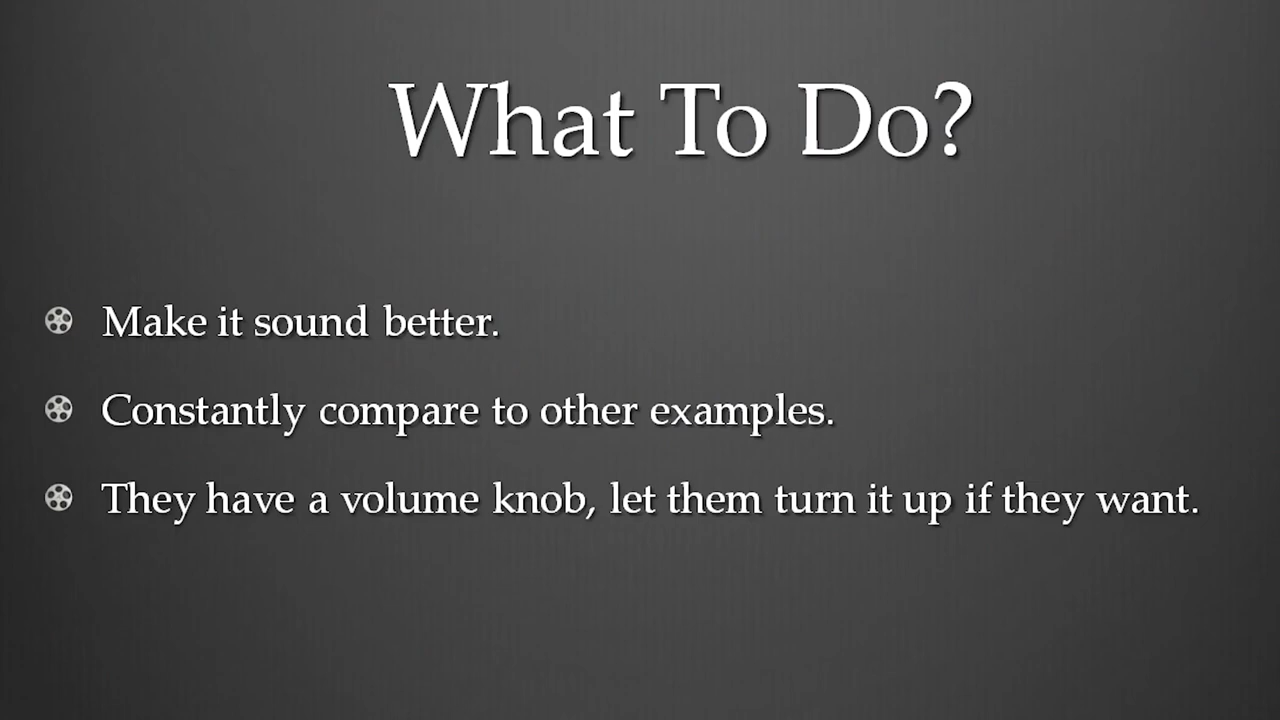 What To Do?
Make it sound better.
Constantly compare to other examples.
They have a volume knob, let them turn it up if they want.